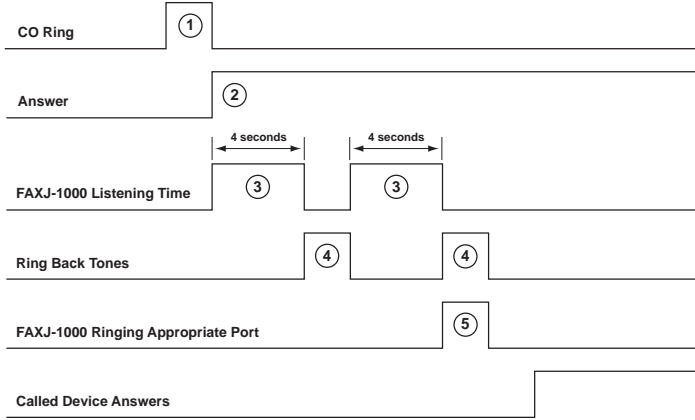 CO Ring
1
Answer
2
4 seconds
4 seconds
FAXJ-1000 Listening Time
3
3
Ring Back Tones
4
4
FAXJ-1000 Ringing Appropriate Port
5
Called Device Answers